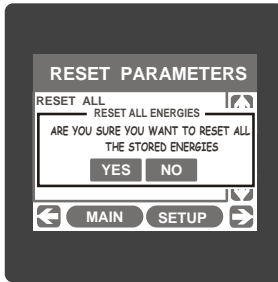 RESET PARAMETERS
RESET ALL
RESET ALL ENERGIES
ARE YOU SURE YOU WANT TO RESET ALL
THE STORED ENERGIES
YES NO
MAIN SETUP